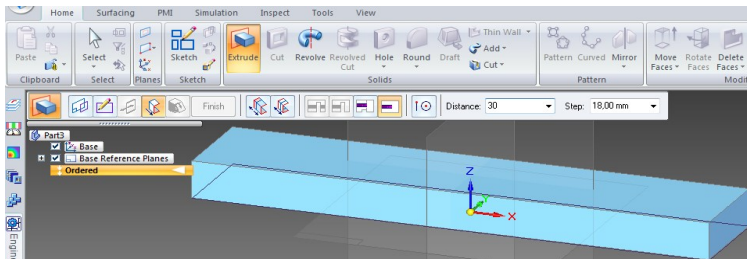 Home Surfacing PMI Simulation Inspect Tools View
Paste
Select
Sketch
Extrude
Cut
Revolve
Revolved
Cut
Hole
Round
Draft
Thin Wall
Add
Cut
Pattern
Curved
Mirror
Move
Faces
Rotate
Faces
Delete
Faces
Clipboard Select Planes Sketch Solids Pattern Modi
Finish
Distance: 30
Step: 18,00 mm
Part3
Base
Base Reference Planes
Ordered
Z
Y
X
Engin